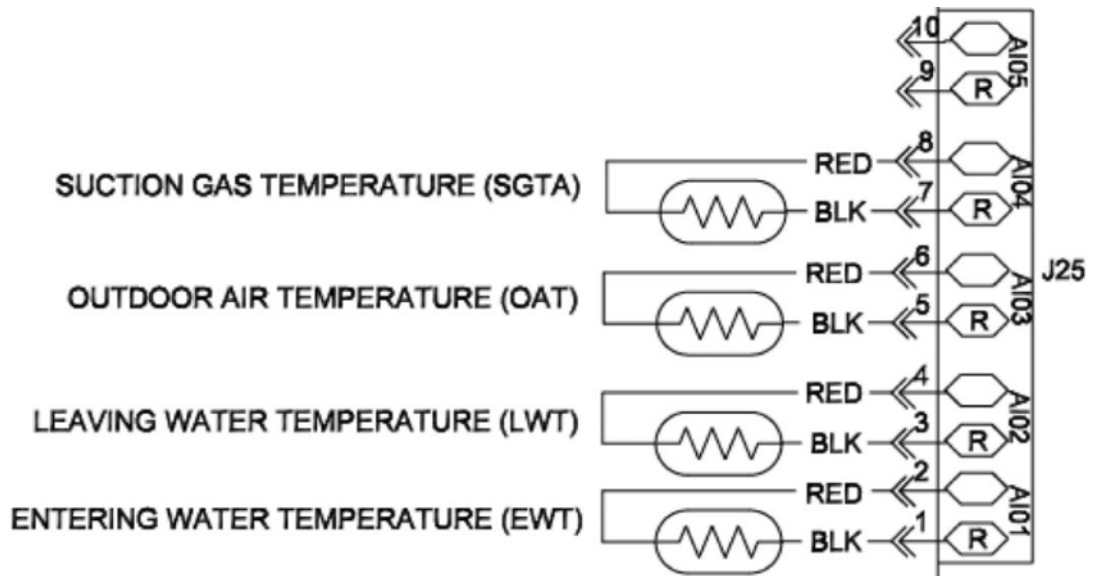 10
AI05
9
R
SUCTION GAS TEMPERATURE (SGTA)
RED
8
AI04
BLK
7
R
OUTDOOR AIR TEMPERATURE (OAT)
RED
6
AI03
J25
BLK
5
R
LEAVING WATER TEMPERATURE (LWT)
RED
4
AI02
BLK
3
R
ENTERING WATER TEMPERATURE (EWT)
RED
2
AI01
BLK
1
R